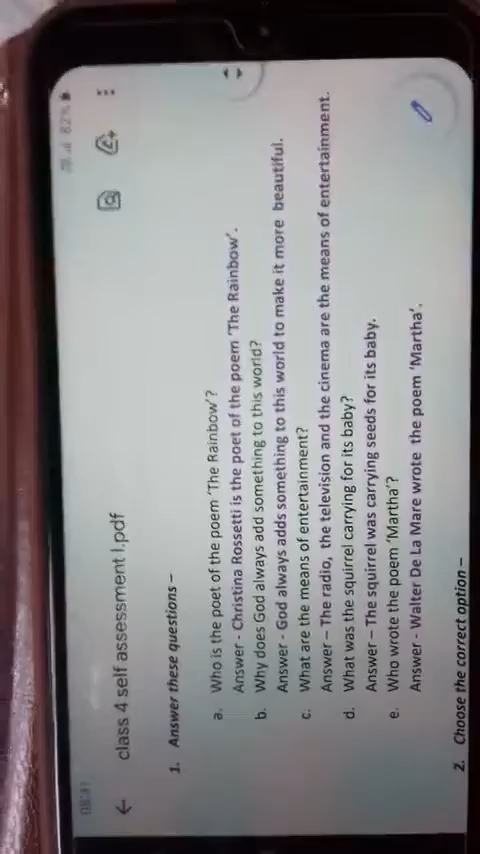 08:41
82%
class 4 self assessment I.pdf
1. Answer these questions –
a. Who is the poet of the poem 'The Rainbow'?
Answer - Christina Rossetti is the poet of the poem 'The Rainbow'.
b. Why does God always add something to this world?
Answer - God always adds something to this world to make it more beautiful.
c. What are the means of entertainment?
Answer – The radio, the television and the cinema are the means of entertainment.
d. What was the squirrel carrying for its baby?
Answer – The squirrel was carrying seeds for its baby.
e. Who wrote the poem 'Martha'?
Answer - Walter De La Mare wrote the poem 'Martha'.
2. Choose the correct option –